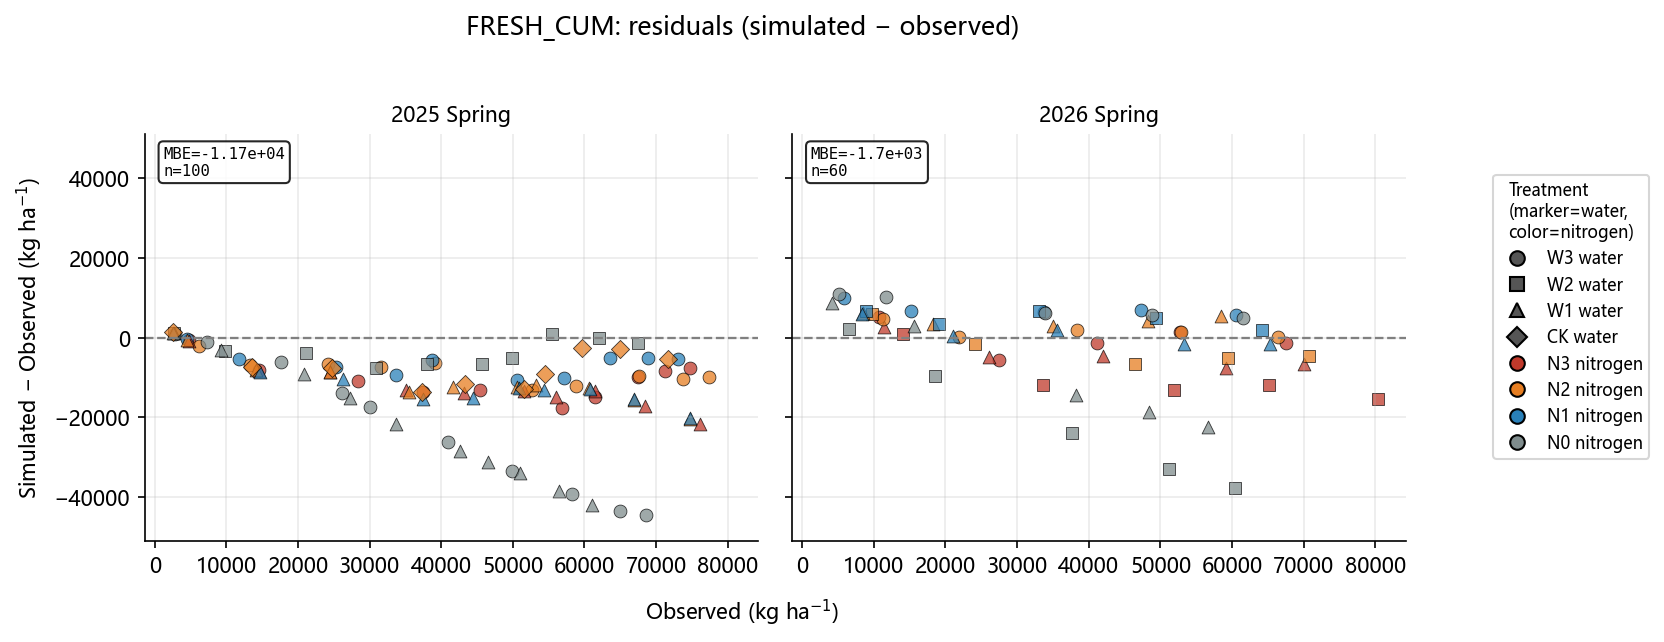 FRESH_CUM: residuals (simulated − observed)
2025 Spring
2026 Spring
MBE=-1.17e+04
n=100
MBE=-1.7e+03
n=60
Simulated − Observed (kg ha⁻¹)
40000
20000
0
−20000
−40000
0 10000 20000 30000 40000 50000 60000 70000 80000
0 10000 20000 30000 40000 50000 60000 70000 80000
Observed (kg ha⁻¹)
Treatment
(marker=water,
color=nitrogen)
W3 water
W2 water
W1 water
CK water
N3 nitrogen
N2 nitrogen
N1 nitrogen
N0 nitrogen